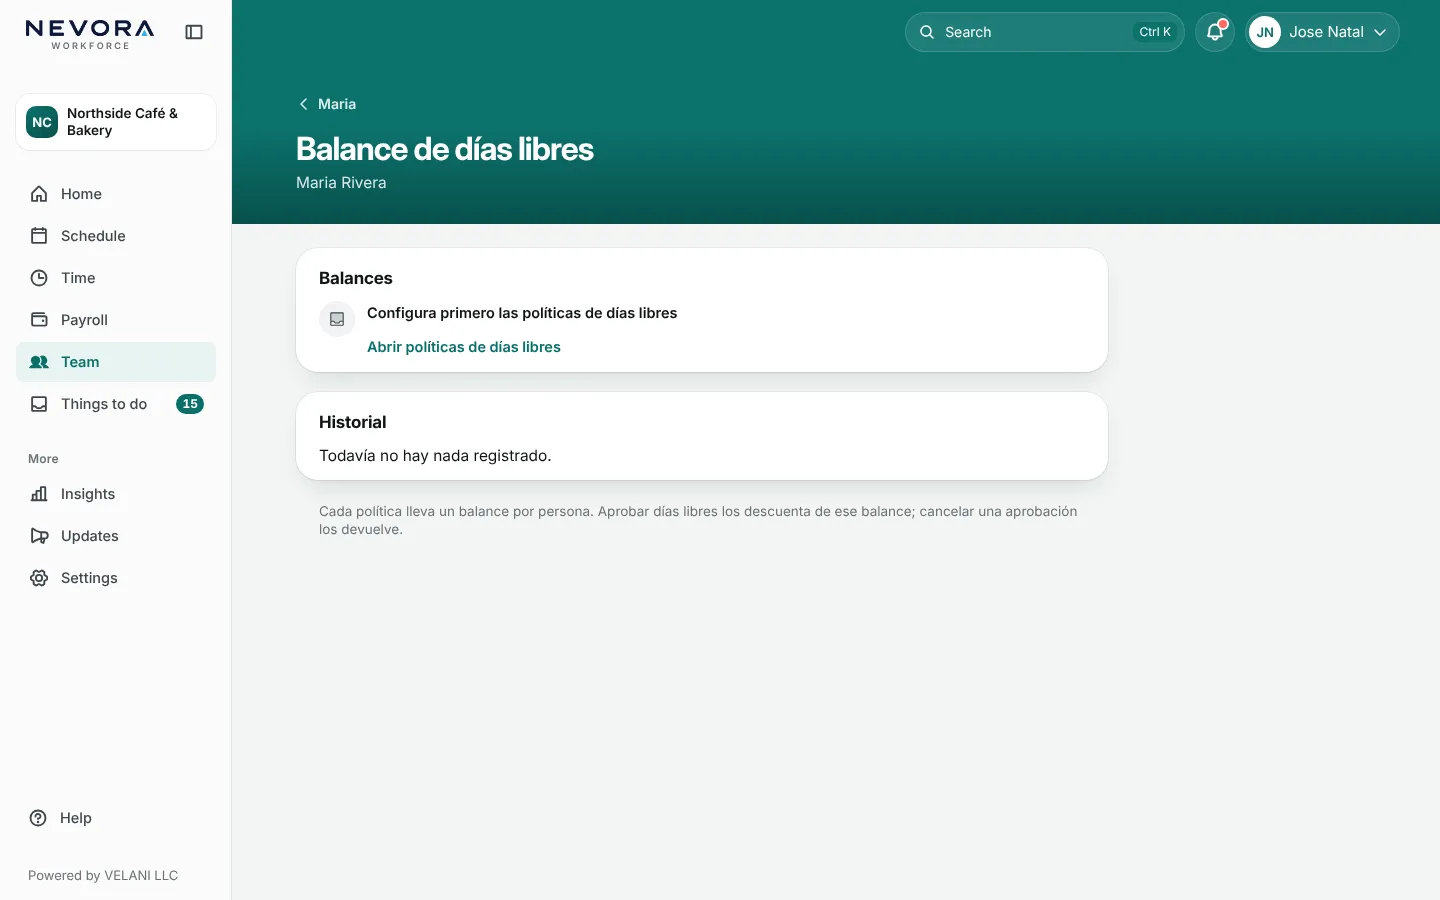 NEVORA
WORKFORCE
Northside Café &
Bakery
Home
Schedule
Time
Payroll
Team
Things to do 15
More
Insights
Updates
Settings
Help
Powered by VELANI LLC
Search Ctrl K
JN Jose Natal
Maria
Balance de días libres
Maria Rivera
Balances
Configura primero las políticas de días libres
Abrir políticas de días libres
Historial
Todavía no hay nada registrado.
Cada política lleva un balance por persona. Aprobar días libres los descuenta de ese balance; cancelar una aprobación
los devuelve.
NC